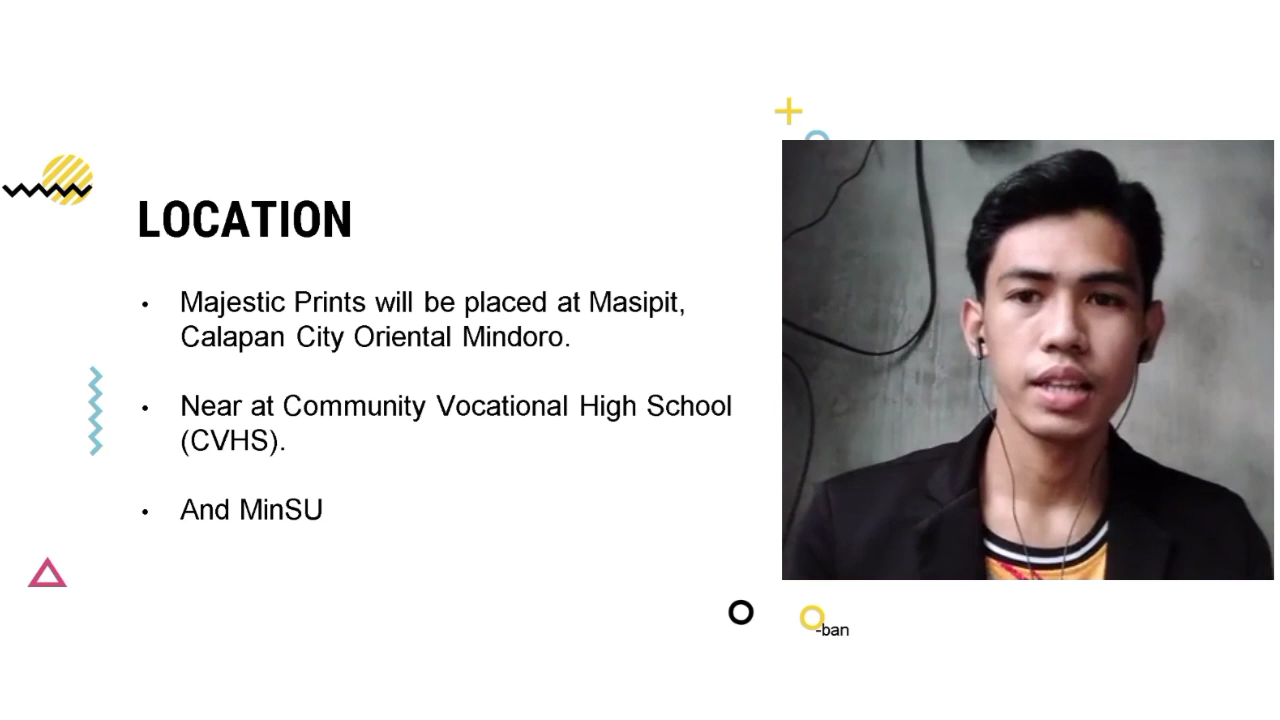 LOCATION
• Majestic Prints will be placed at Masipit,
Calapan City Oriental Mindoro.
• Near at Community Vocational High School
(CVHS).
• And MinSU
-ban